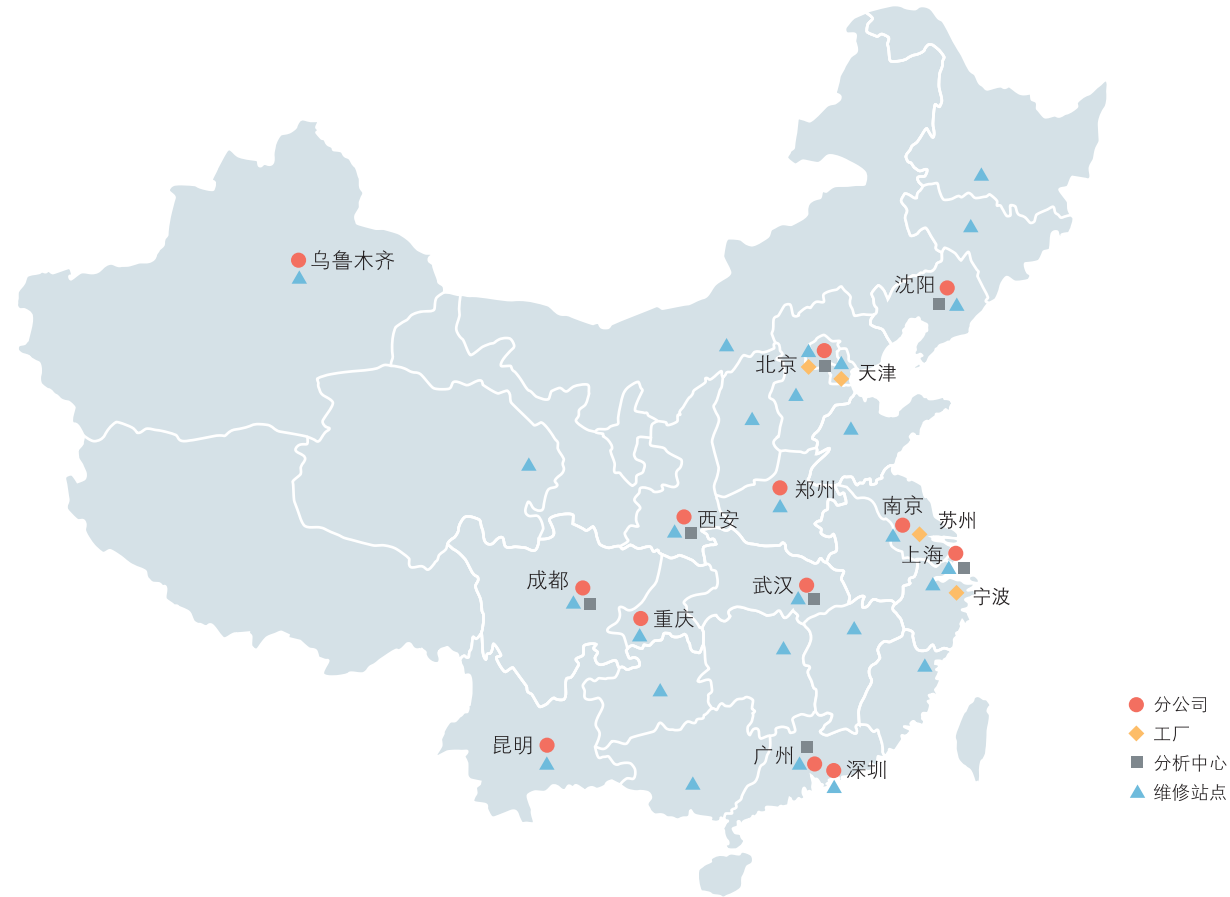 乌鲁木齐
沈阳
北京
天津
郑州
南京
苏州
西安
上海
成都
武汉
宁波
重庆
昆明
广州
深圳
分公司
工厂
分析中心
维修站点